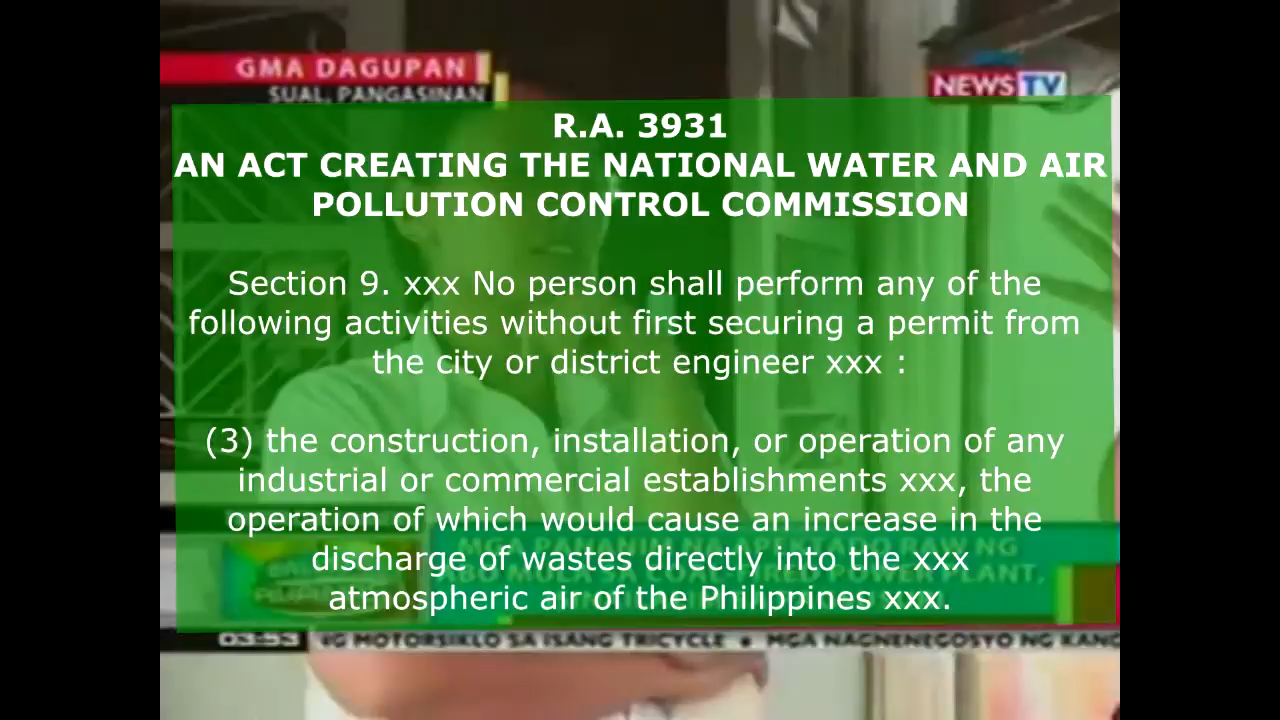 GMA DAGUPAN
NEWS TV
SUAL, PANGASINAN
R.A. 3931
AN ACT CREATING THE NATIONAL WATER AND AIR
POLLUTION CONTROL COMMISSION
Section 9. xxx No person shall perform any of the
following activities without first securing a permit from
the city or district engineer xxx :
(3) the construction, installation, or operation of any
industrial or commercial establishments xxx, the
operation of which would cause an increase in the
discharge of wastes directly into the xxx
atmospheric air of the Philippines xxx.
POWER PLANT,
03:53 NG MOTORSIKLO SA ISANG TRICYCLE • MGA NAGNENEGOSYO NG